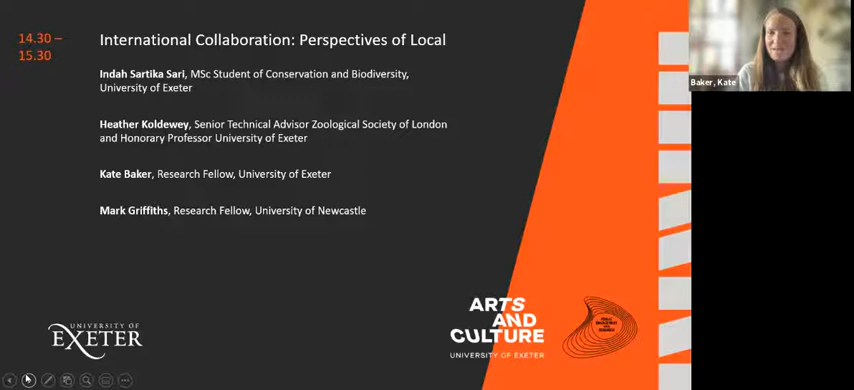 14.30 –
15.30
International Collaboration: Perspectives of Local
Indah Sartika Sari, MSc Student of Conservation and Biodiversity,
University of Exeter
Heather Koldewey, Senior Technical Advisor Zoological Society of London
and Honorary Professor University of Exeter
Kate Baker, Research Fellow, University of Exeter
Mark Griffiths, Research Fellow, University of Newcastle
UNIVERSITY OF
EXETER
ARTS
AND
CULTURE
UNIVERSITY OF EXETER
Baker, Kate